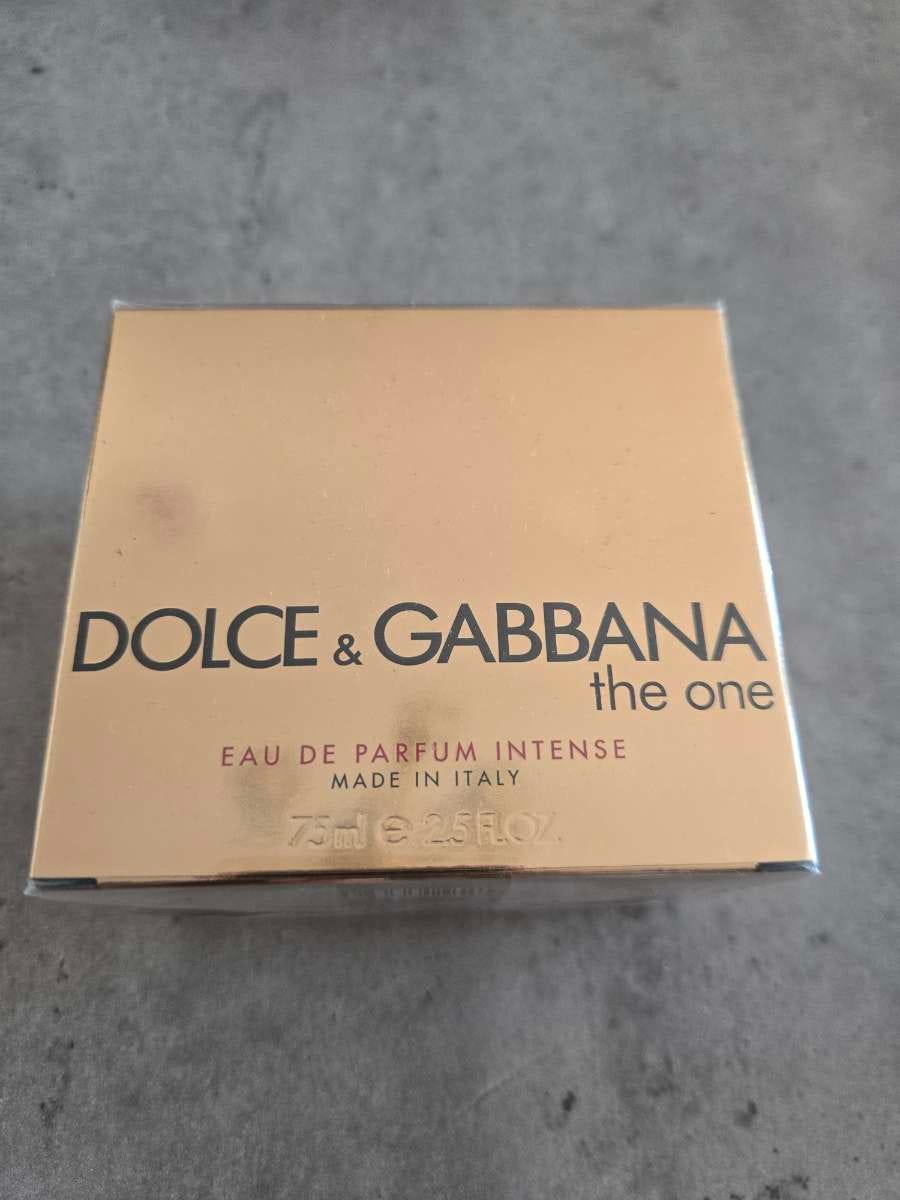 DOLCE & GABBANA
the one
EAU DE PARFUM INTENSE
MADE IN ITALY
75ml e 2.5 FL.OZ.